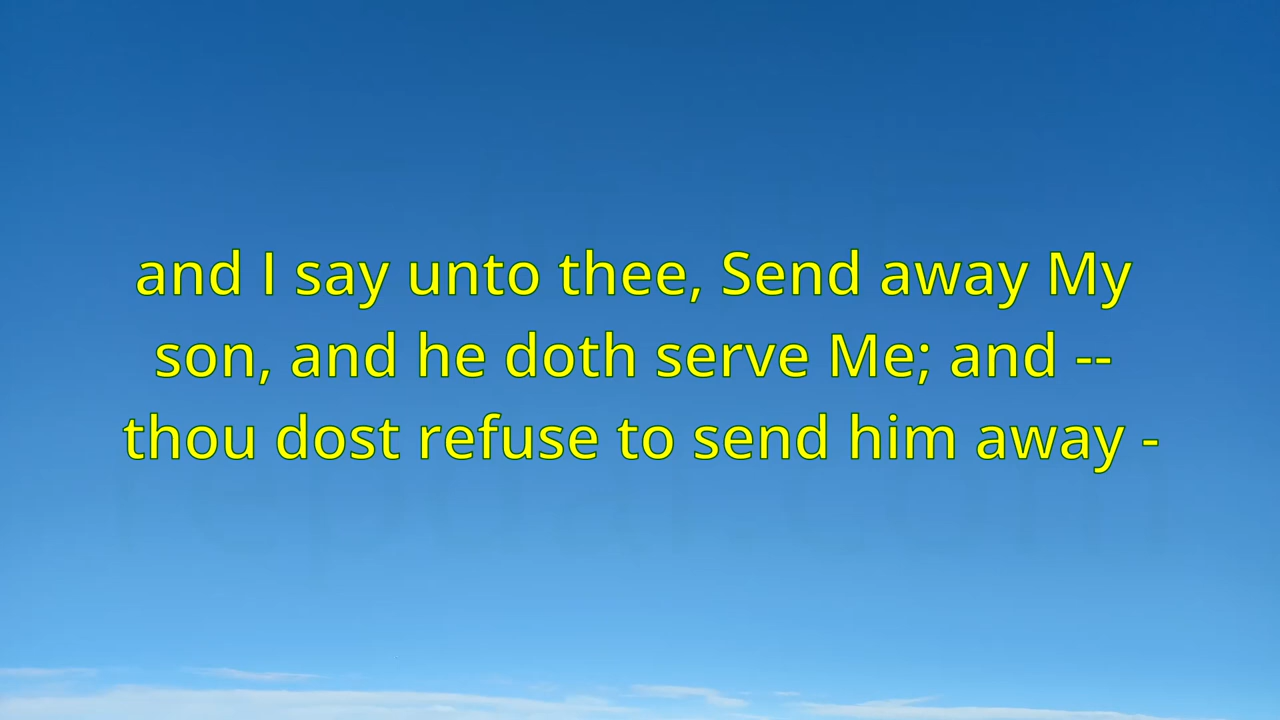 and I say unto thee, Send away My
son, and he doth serve Me; and --
thou dost refuse to send him away -